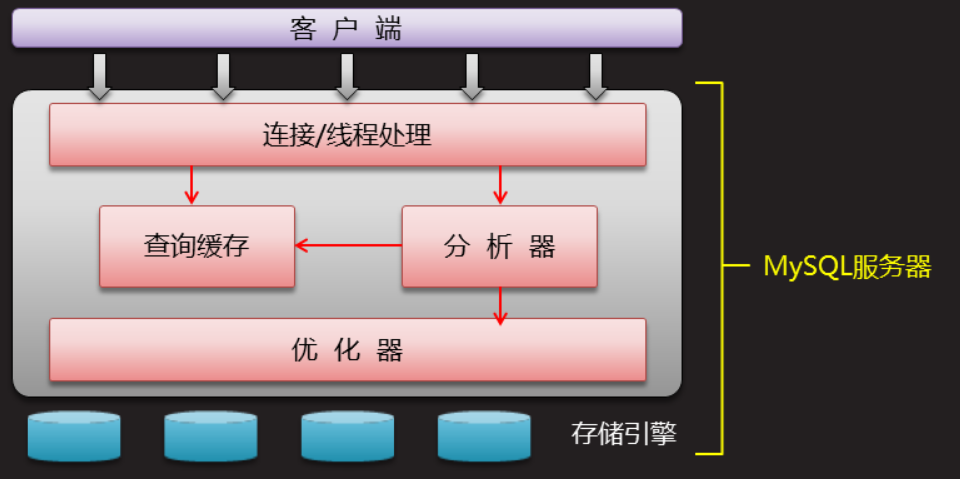 客 户 端
连接/线程处理
查询缓存
分 析 器
MySQL服务器
优 化 器
存储引擎